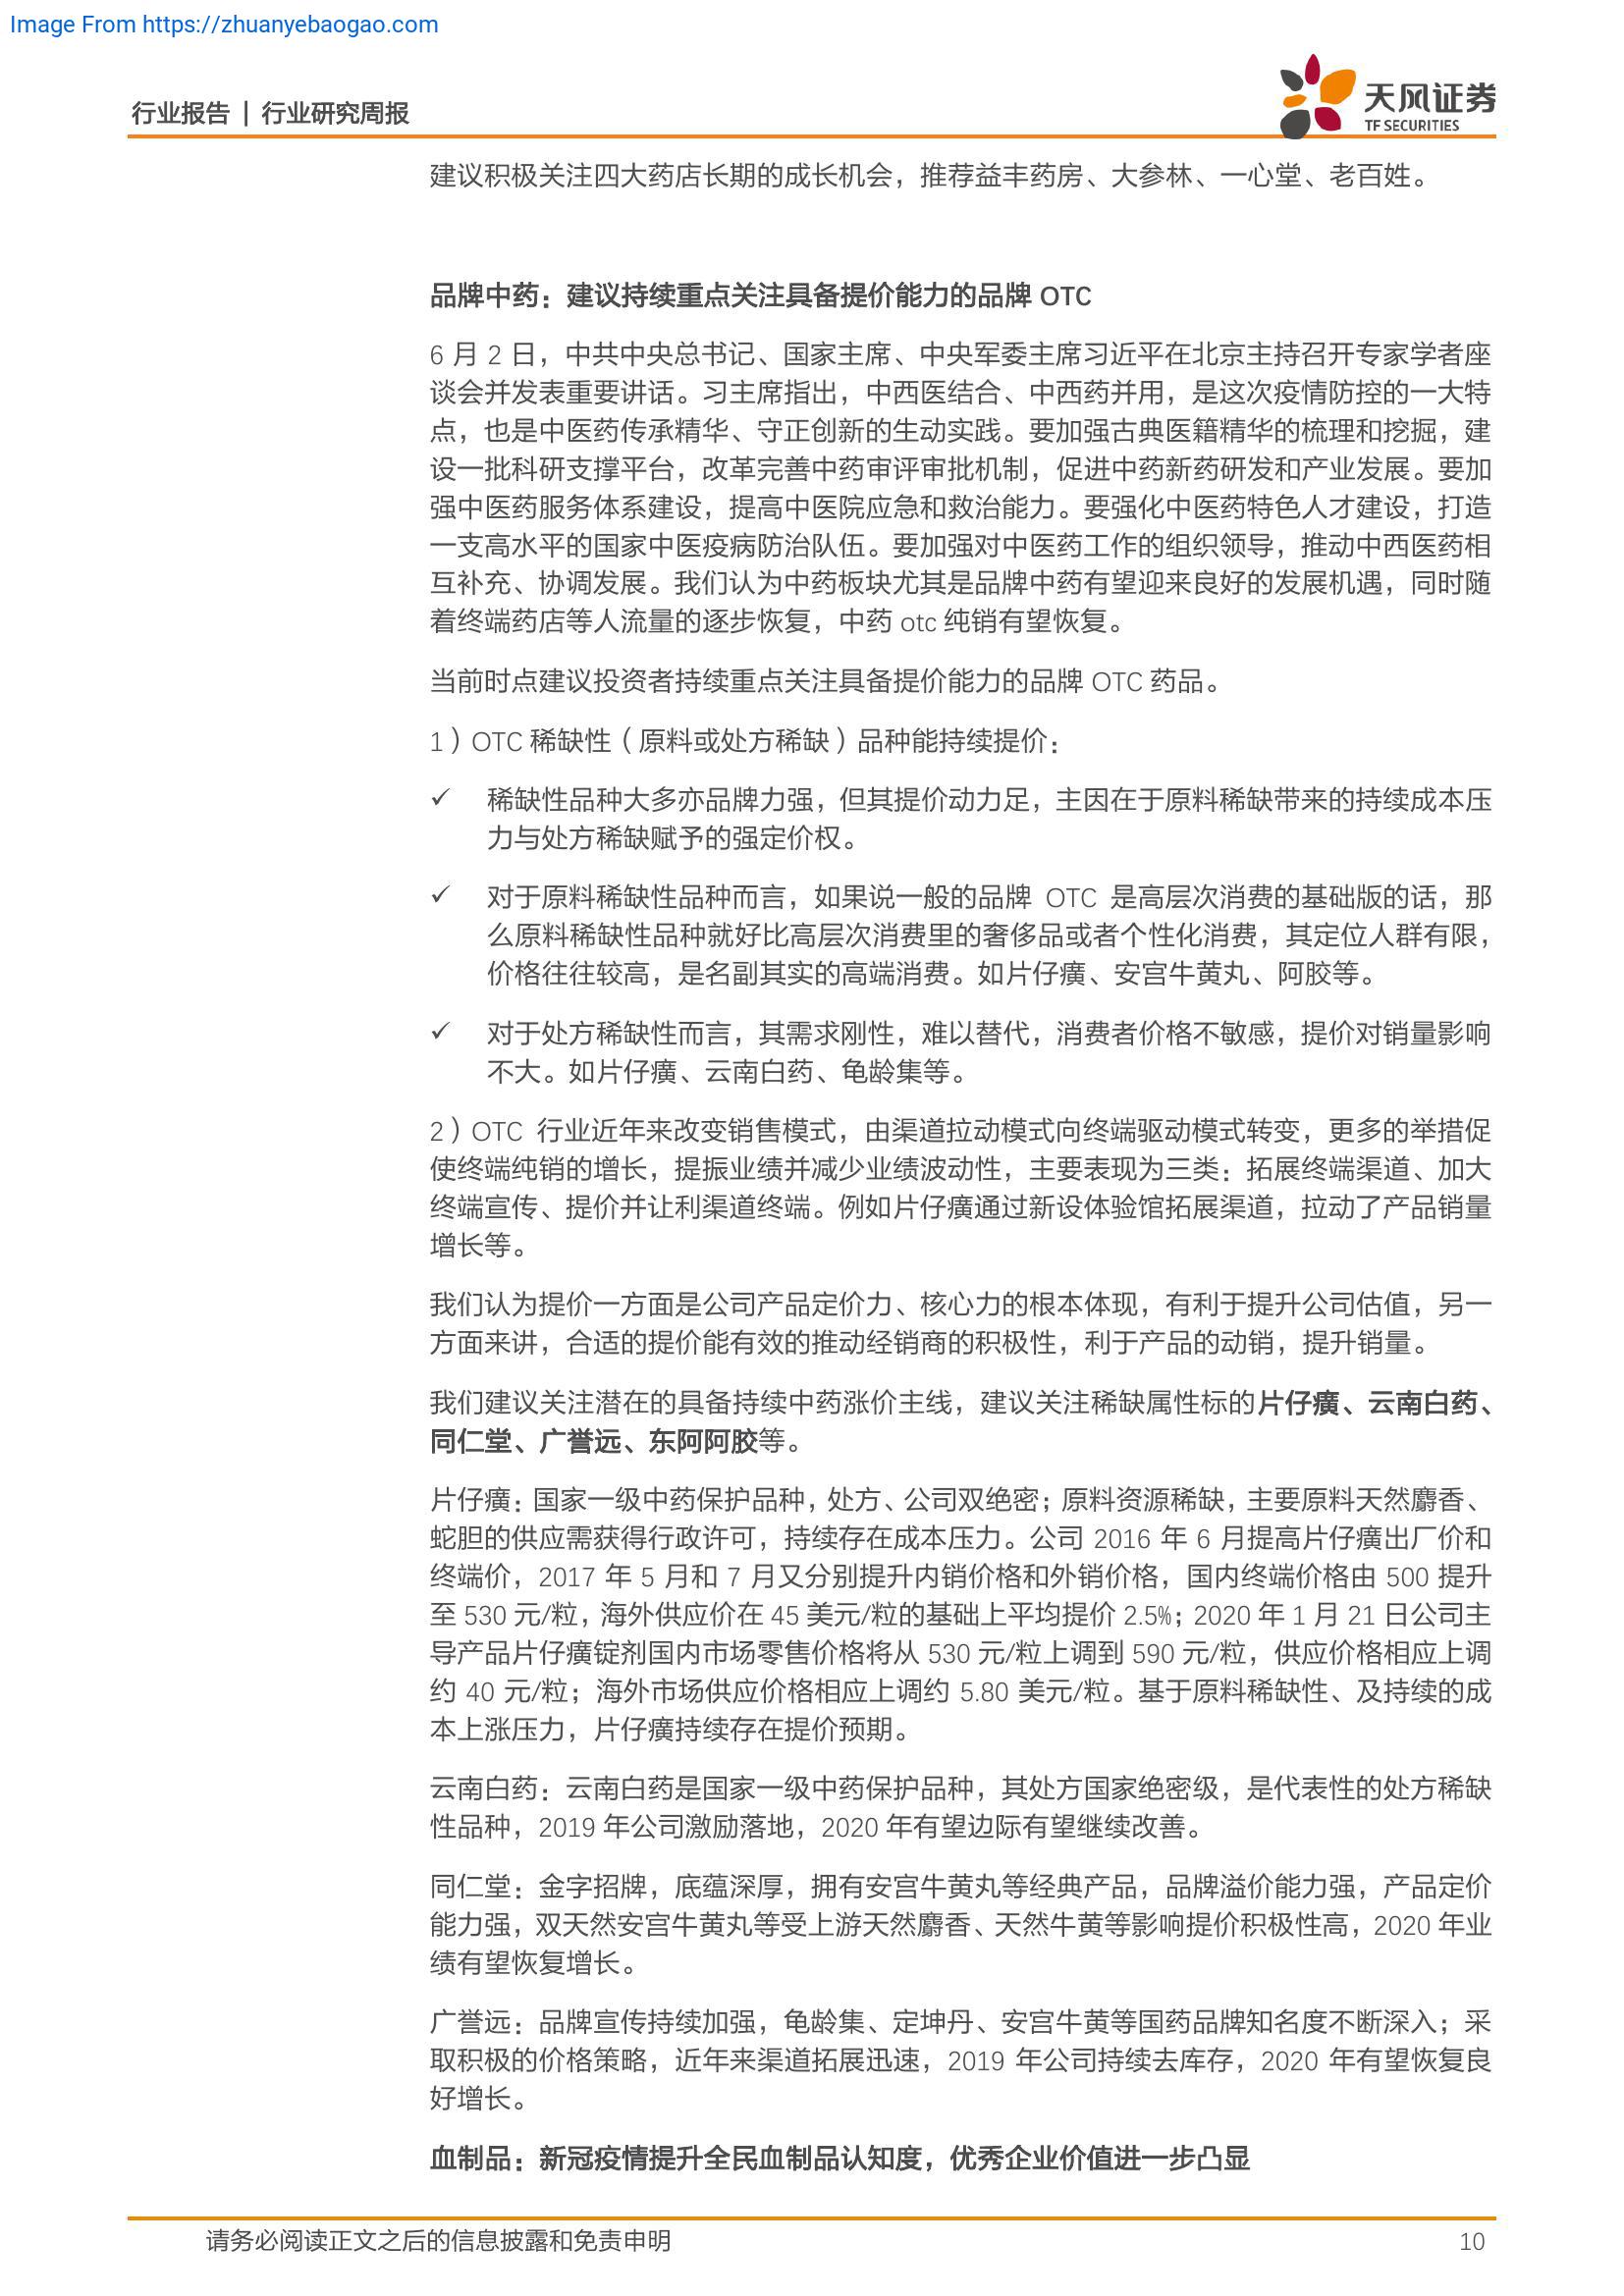 Image From https://zhuanyebaogao.com
行业报告 | 行业研究周报
天风证券
TF SECURITIES
建议积极关注四大药店长期的成长机会，推荐益丰药房、大参林、一心堂、老百姓。
品牌中药：建议持续重点关注具备提价能力的品牌 OTC
6 月 2 日，中共中央总书记、国家主席、中央军委主席习近平在北京主持召开专家学者座
谈会并发表重要讲话。习主席指出，中西医结合、中西药并用，是这次疫情防控的一大特
点，也是中医药传承精华、守正创新的生动实践。要加强古典医籍精华的梳理和挖掘，建
设一批科研支撑平台，改革完善中药审评审批机制，促进中药新药研发和产业发展。要加
强中医药服务体系建设，提高中医院应急和救治能力。要强化中医药特色人才建设，打造
一支高水平的国家中医疫病防治队伍。要加强对中医药工作的组织领导，推动中西医药相
互补充、协调发展。我们认为中药板块尤其是品牌中药有望迎来良好的发展机遇，同时随
着终端药店等人流量的逐步恢复，中药 otc 纯销有望恢复。
当前时点建议投资者持续重点关注具备提价能力的品牌 OTC 药品。
1）OTC 稀缺性（原料或处方稀缺）品种能持续提价：
✓ 稀缺性品种大多亦品牌力强，但其提价动力足，主因在于原料稀缺带来的持续成本压
力与处方稀缺赋予的强定价权。
✓ 对于原料稀缺性品种而言，如果说一般的品牌 OTC 是高层次消费的基础版的话，那
么原料稀缺性品种就好比高层次消费里的奢侈品或者个性化消费，其定位人群有限，
价格往往较高，是名副其实的高端消费。如片仔癀、安宫牛黄丸、阿胶等。
✓ 对于处方稀缺性而言，其需求刚性，难以替代，消费者价格不敏感，提价对销量影响
不大。如片仔癀、云南白药、龟龄集等。
2）OTC 行业近年来改变销售模式，由渠道拉动模式向终端驱动模式转变，更多的举措促
使终端纯销的增长，提振业绩并减少业绩波动性，主要表现为三类：拓展终端渠道、加大
终端宣传、提价并让利渠道终端。例如片仔癀通过新设体验馆拓展渠道，拉动了产品销量
增长等。
我们认为提价一方面是公司产品定价力、核心力的根本体现，有利于提升公司估值，另一
方面来讲，合适的提价能有效的推动经销商的积极性，利于产品的动销，提升销量。
我们建议关注潜在的具备持续中药涨价主线，建议关注稀缺属性标的片仔癀、云南白药、
同仁堂、广誉远、东阿阿胶等。
片仔癀：国家一级中药保护品种，处方、公司双绝密；原料资源稀缺，主要原料天然麝香、
蛇胆的供应需获得行政许可，持续存在成本压力。公司 2016 年 6 月提高片仔癀出厂价和
终端价，2017 年 5 月和 7 月又分别提升内销价格和外销价格，国内终端价格由 500 提升
至 530 元/粒，海外供应价在 45 美元/粒的基础上平均提价 2.5%；2020 年 1 月 21 日公司主
导产品片仔癀锭剂国内市场零售价格将从 530 元/粒上调到 590 元/粒，供应价格相应上调
约 40 元/粒；海外市场供应价格相应上调约 5.80 美元/粒。基于原料稀缺性、及持续的成
本上涨压力，片仔癀持续存在提价预期。
云南白药：云南白药是国家一级中药保护品种，其处方国家绝密级，是代表性的处方稀缺
性品种，2019 年公司激励落地，2020 年有望边际有望继续改善。
同仁堂：金字招牌，底蕴深厚，拥有安宫牛黄丸等经典产品，品牌溢价能力强，产品定价
能力强，双天然安宫牛黄丸等受上游天然麝香、天然牛黄等影响提价积极性高，2020 年业
绩有望恢复增长。
广誉远：品牌宣传持续加强，龟龄集、定坤丹、安宫牛黄等国药品牌知名度不断深入；采
取积极的价格策略，近年来渠道拓展迅速，2019 年公司持续去库存，2020 年有望恢复良
好增长。
血制品：新冠疫情提升全民血制品认知度，优秀企业价值进一步凸显
请务必阅读正文之后的信息披露和免责申明
10